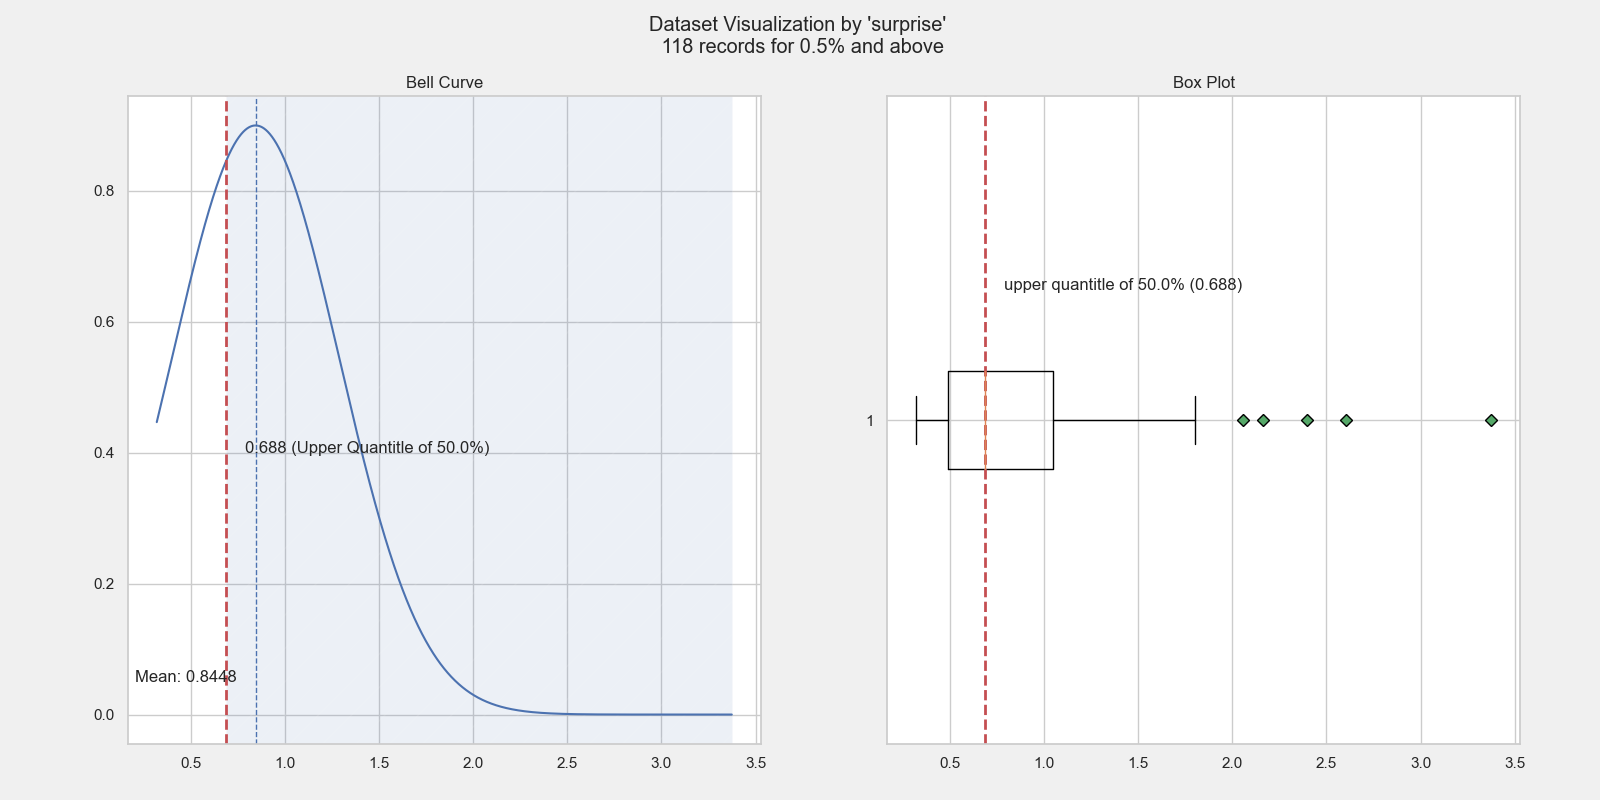 Dataset Visualization by 'surprise'
118 records for 0.5% and above
Bell Curve
0.8
0.6
0.4
0.2
0.0
0.688 (Upper Quantitle of 50.0%)
Mean: 0.8448
0.5 1.0 1.5 2.0 2.5 3.0 3.5
Box Plot
upper quantitle of 50.0% (0.688)
1
0.5 1.0 1.5 2.0 2.5 3.0 3.5